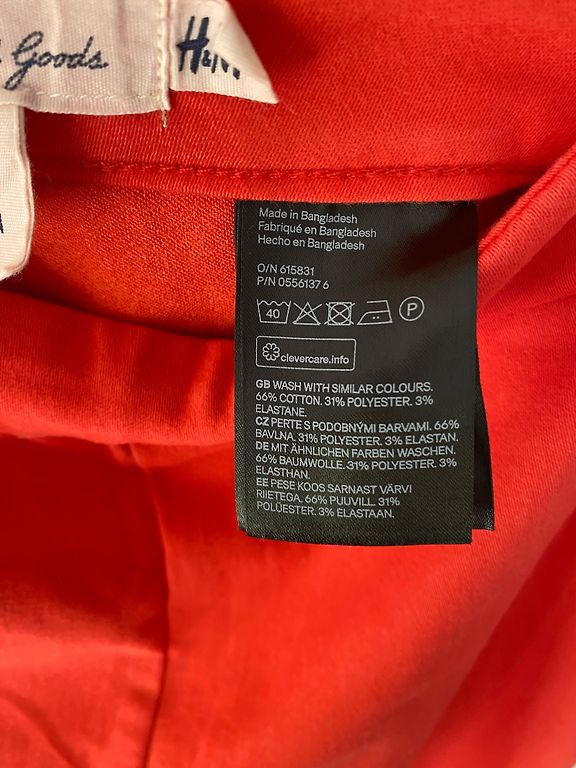 Goods
H&M
Made in Bangladesh
Fabriqué en Bangladesh
Hecho en Bangladesh
O/N 615831
P/N 0556137 6
40
P
clevercare.info
GB WASH WITH SIMILAR COLOURS.
66% COTTON. 31% POLYESTER. 3%
ELASTANE.
CZ PERTE S PODOBNÝMI BARVAMI. 66%
BAVLNA. 31% POLYESTER. 3% ELASTAN.
DE MIT ÄHNLICHEN FARBEN WASCHEN.
66% BAUMWOLLE. 31% POLYESTER. 3%
ELASTHAN.
EE PESE KOOS SARNAST VÄRVI
RIIETEGA. 66% PUUVILL. 31%
POLÜESTER. 3% ELASTAAN.